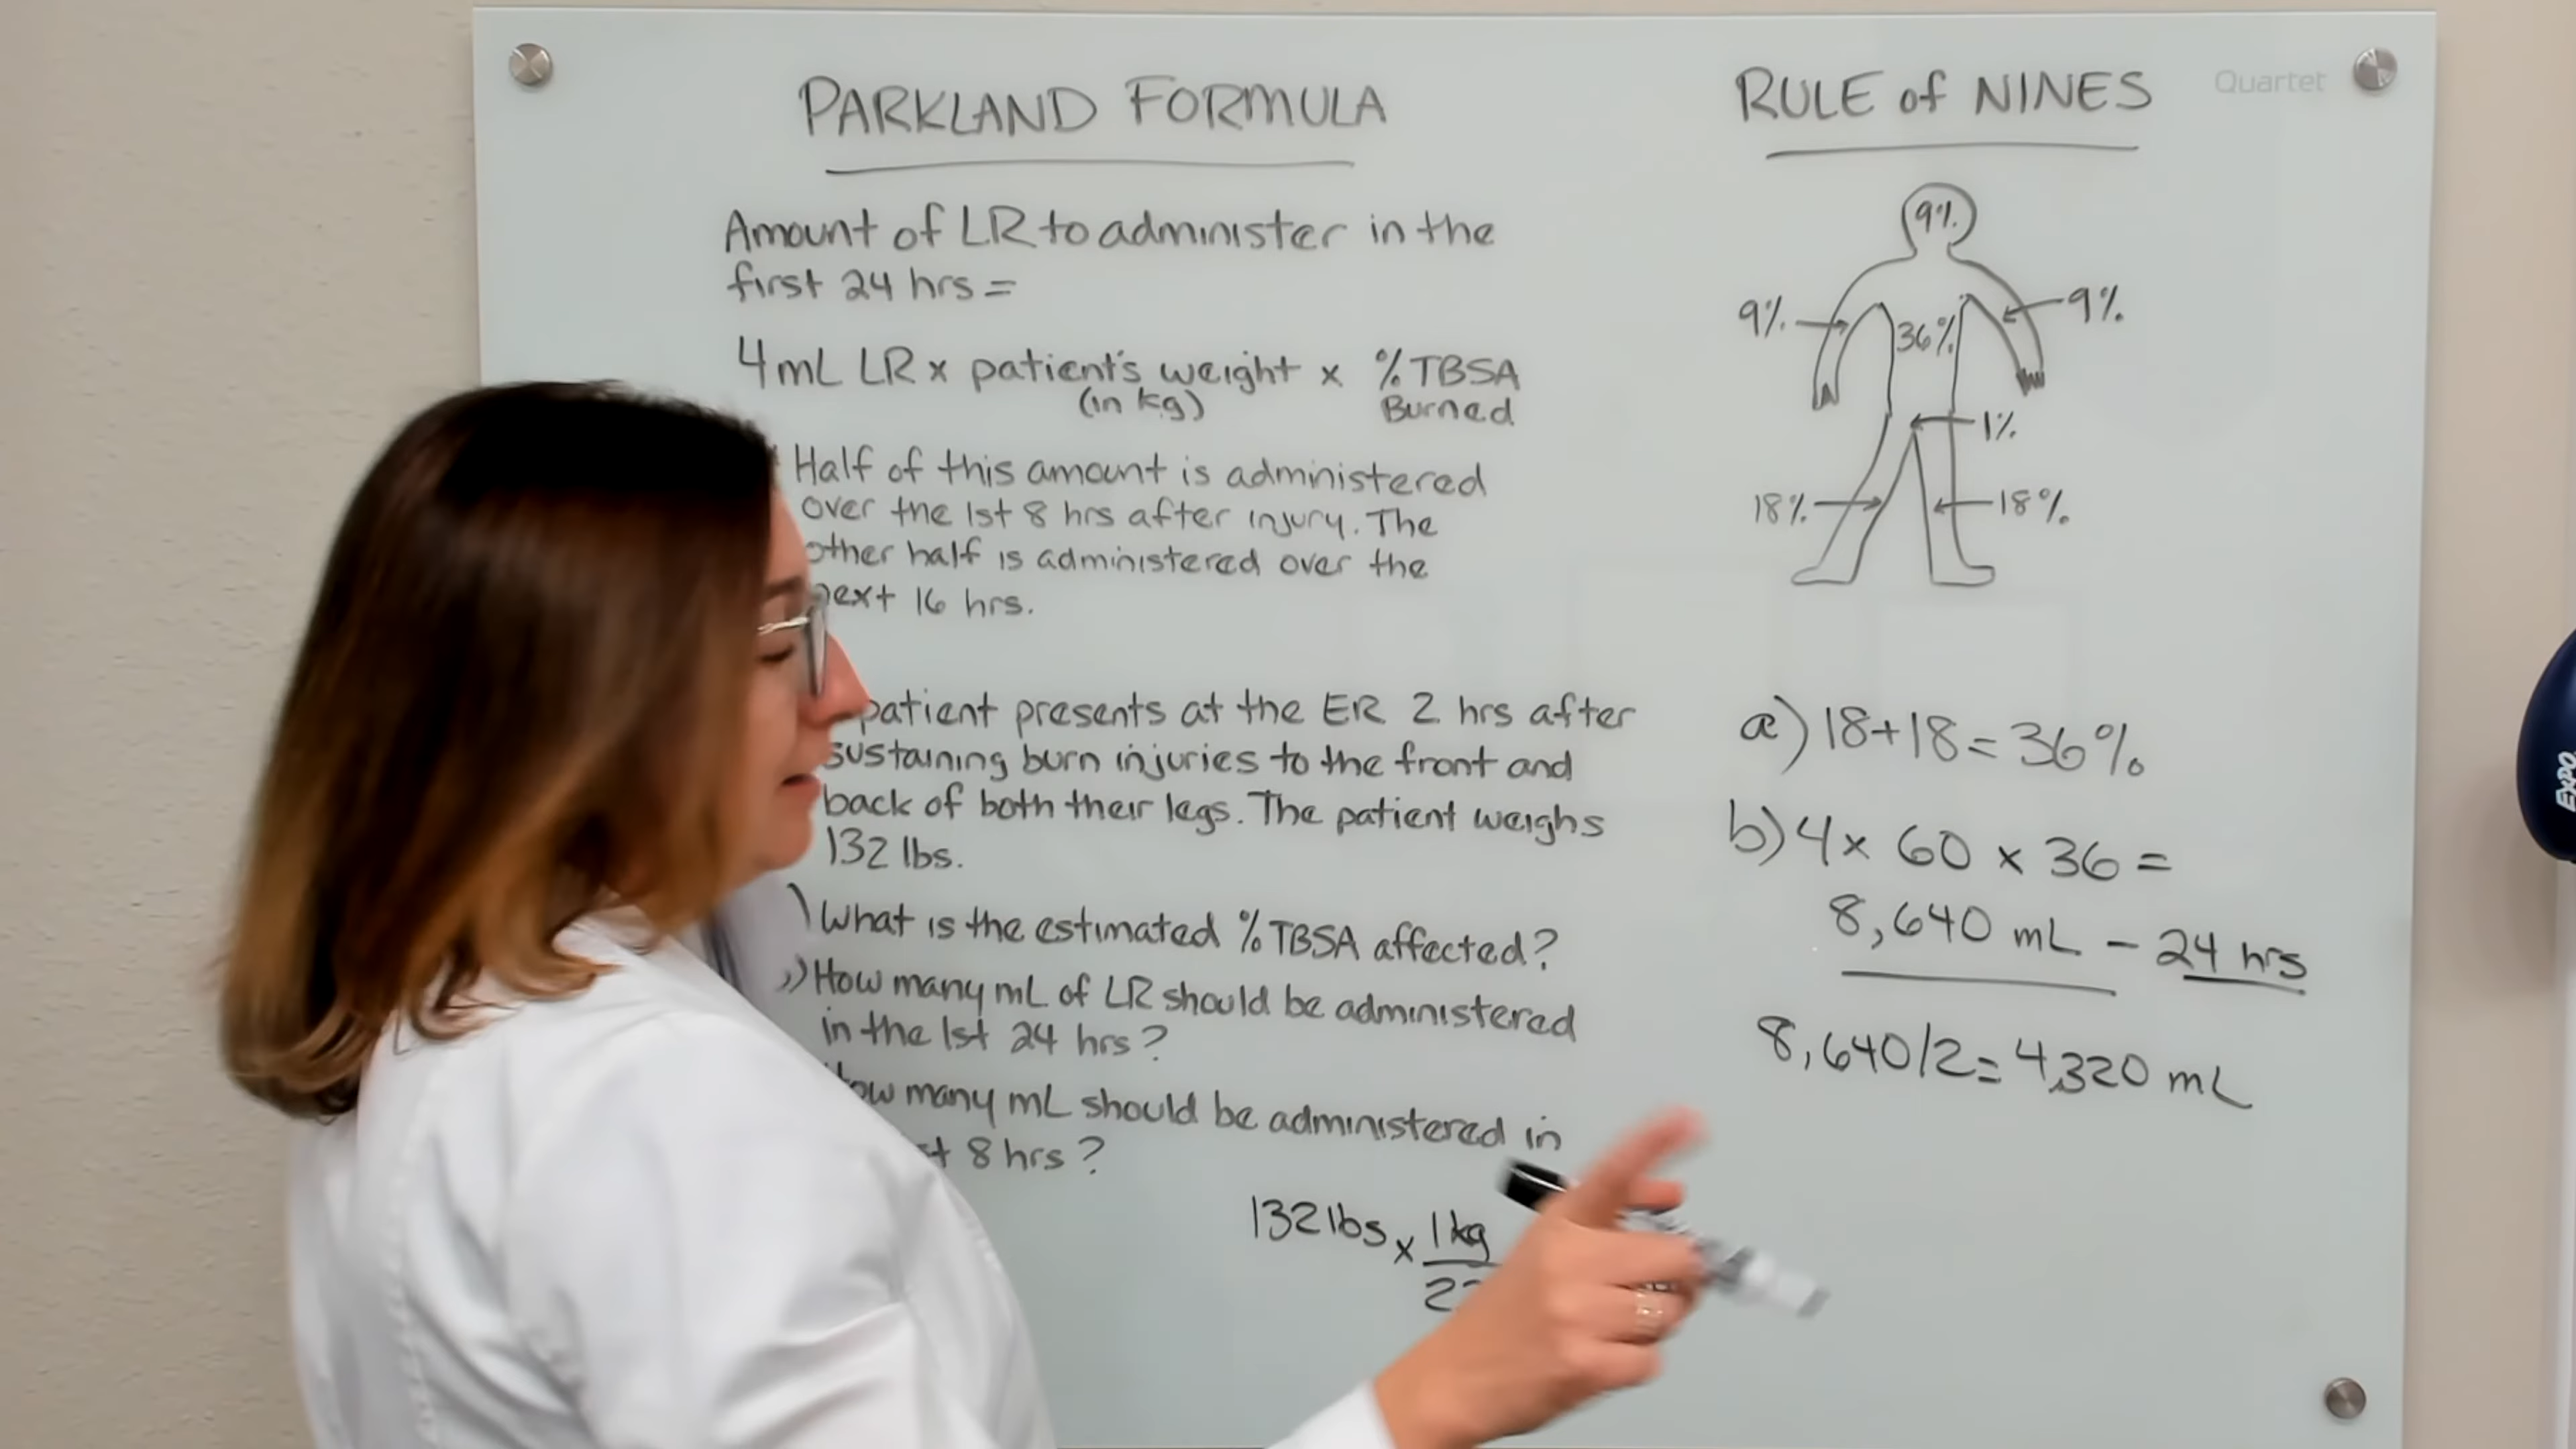 PARKLAND FORMULA
Amount of LR to administer in the
first 24 hrs =
4 mL LR x patient's weight x % TBSA
(in kg) Burned
Half of this amount is administered
over the 1st 8 hrs after injury. The
other half is administered over the
next 16 hrs.
patient presents at the ER 2 hrs after
sustaining burn injuries to the front and
back of both their legs. The patient weighs
132 lbs.
) What is the estimated % TBSA affected?
) How many mL of LR should be administered
in the 1st 24 hrs?
How many mL should be administered in
8 hrs?
132 lbs x 1 kg
RULE of NINES
Quartet
9%
9%
9%
36%
1%
18%
18%
a) 18+18=36%
b) 4 x 60 x 36 =
8,640 mL - 24 hrs
8,640/2 = 4,320 mL
EXPO